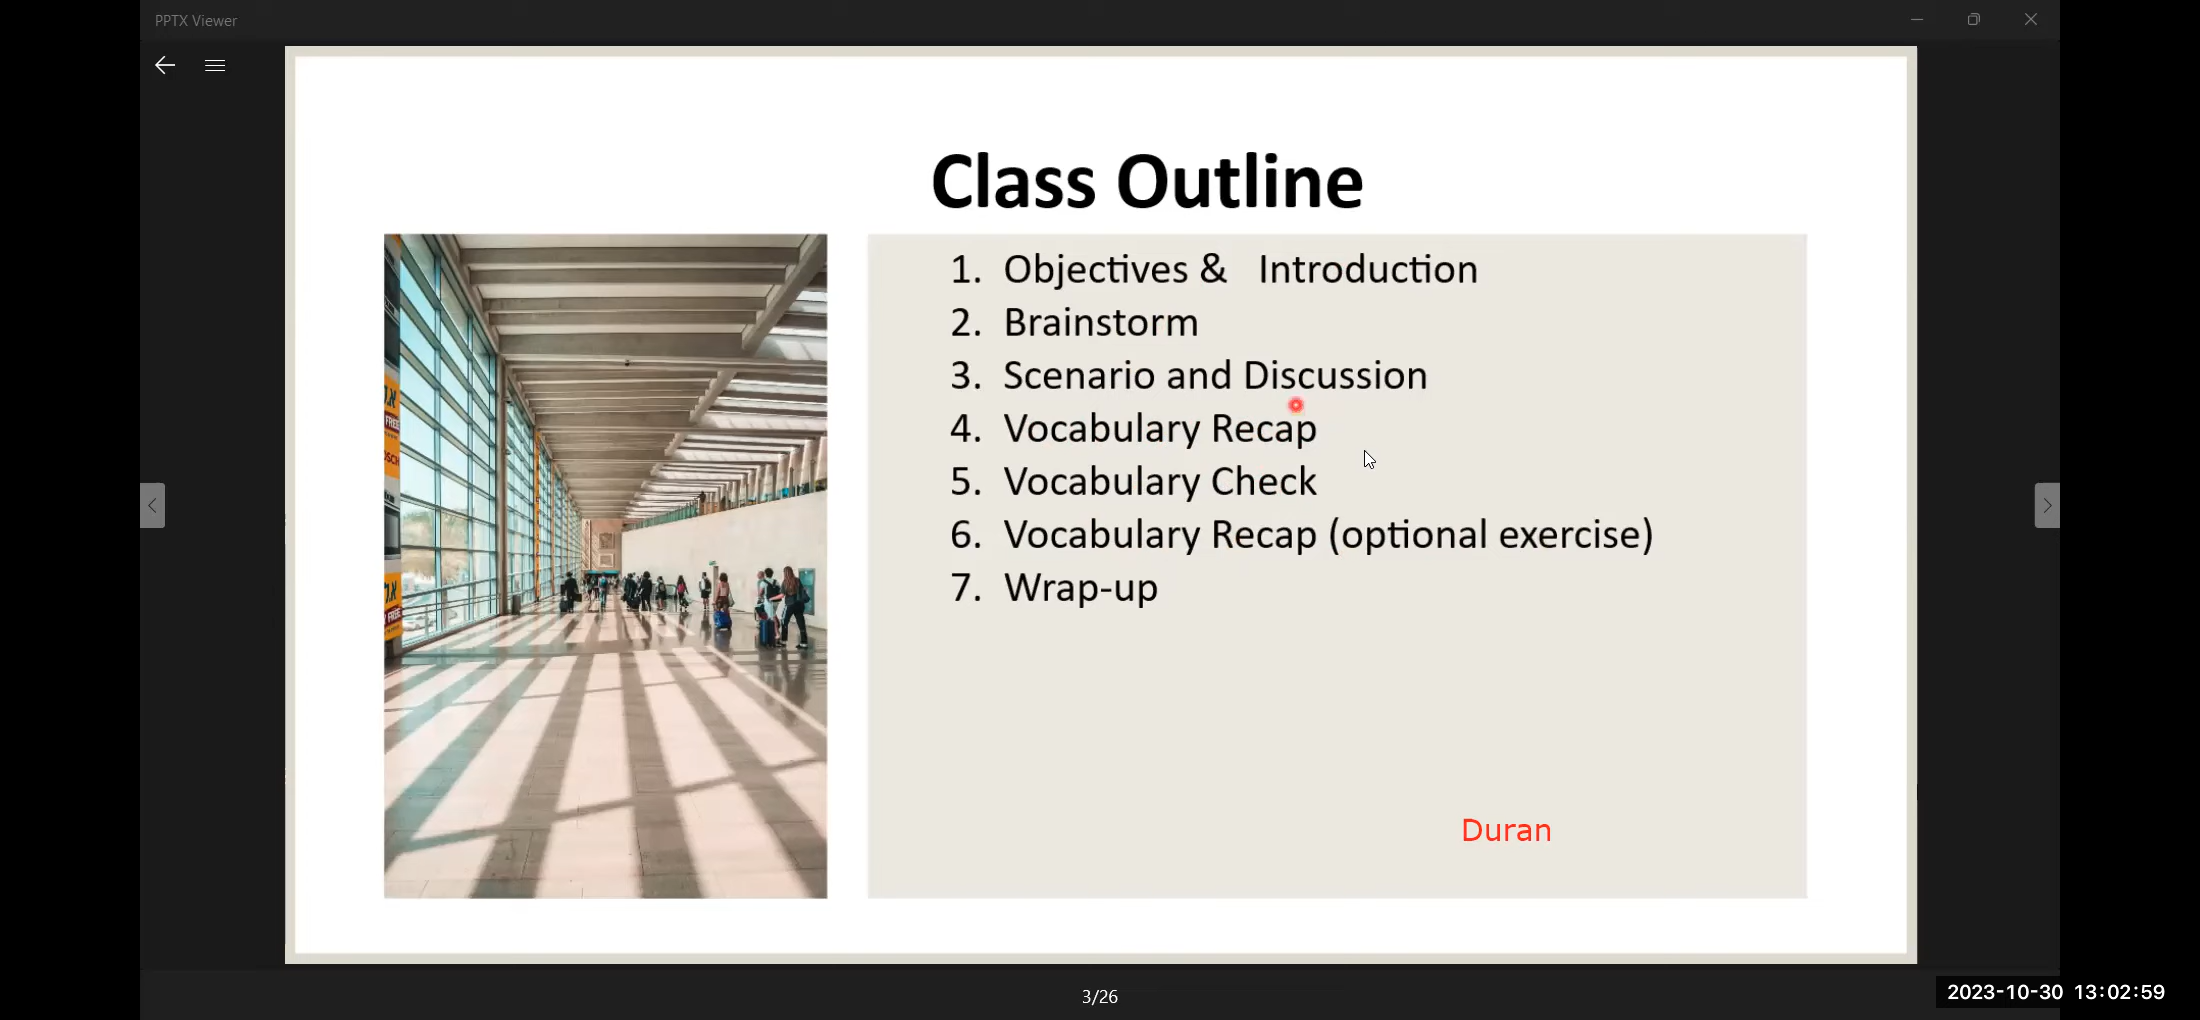 PPTX Viewer
Class Outline
1. Objectives &   Introduction
2. Brainstorm
3. Scenario and Discussion
4. Vocabulary Recap
5. Vocabulary Check
6. Vocabulary Recap (optional exercise)
7. Wrap-up
Duran
3/26
2023-10-30 13:02:59